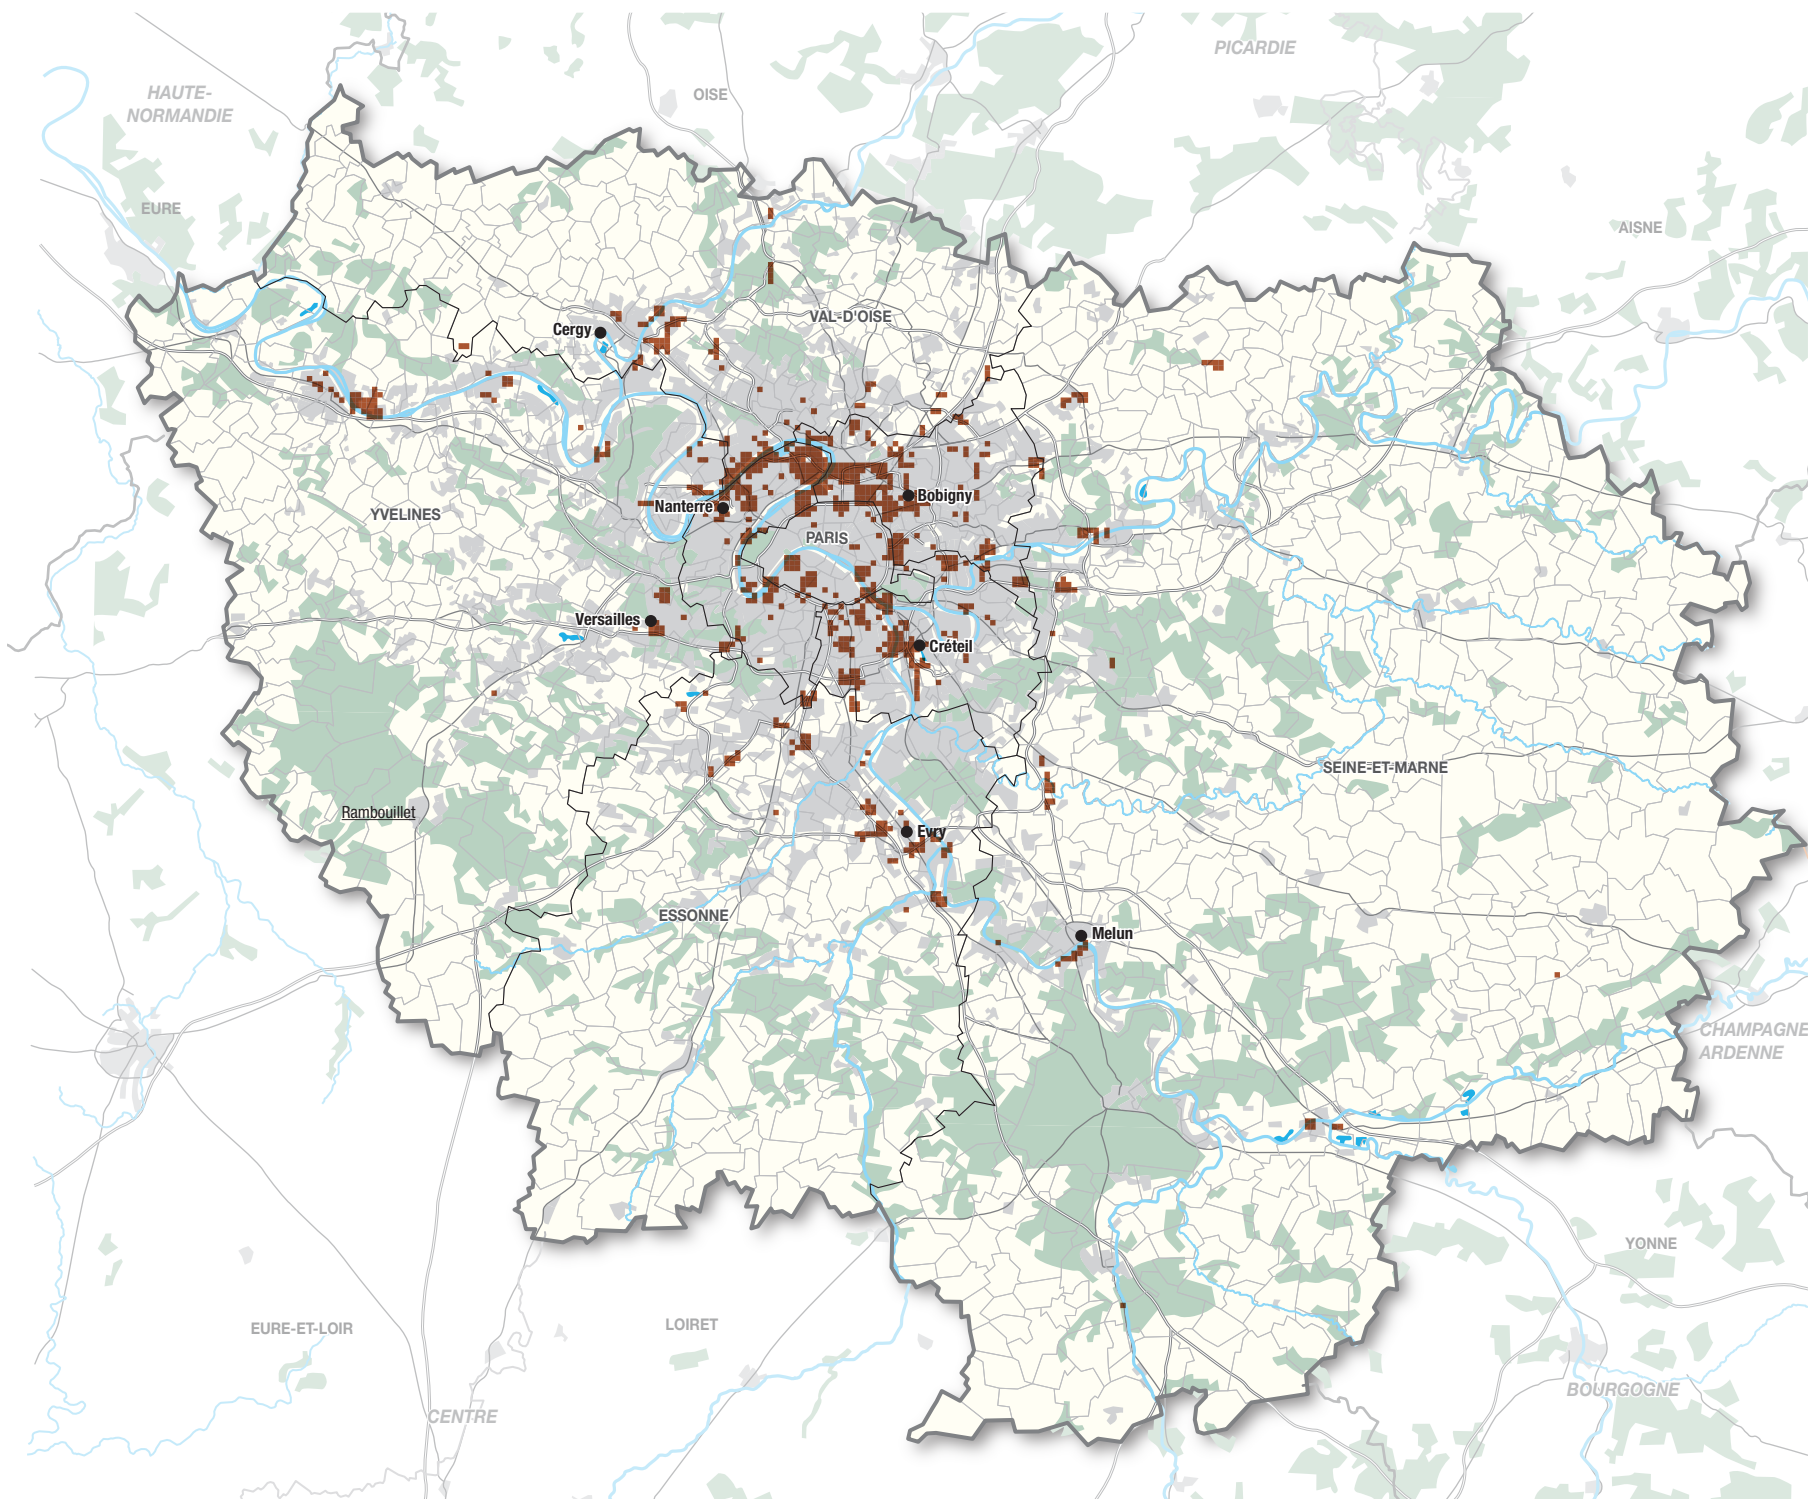 PICARDIE
HAUTE-
NORMANDIE
OISE
EURE
AISNE
VAL-D'OISE
Cergy
Bobigny
Nanterre
YVELINES
PARIS
Versailles
Créteil
SEINE-ET-MARNE
Rambouillet
Evry
ESSONNE
Melun
CHAMPAGNE
ARDENNE
YONNE
EURE-ET-LOIR
LOIRET
BOURGOGNE
CENTRE